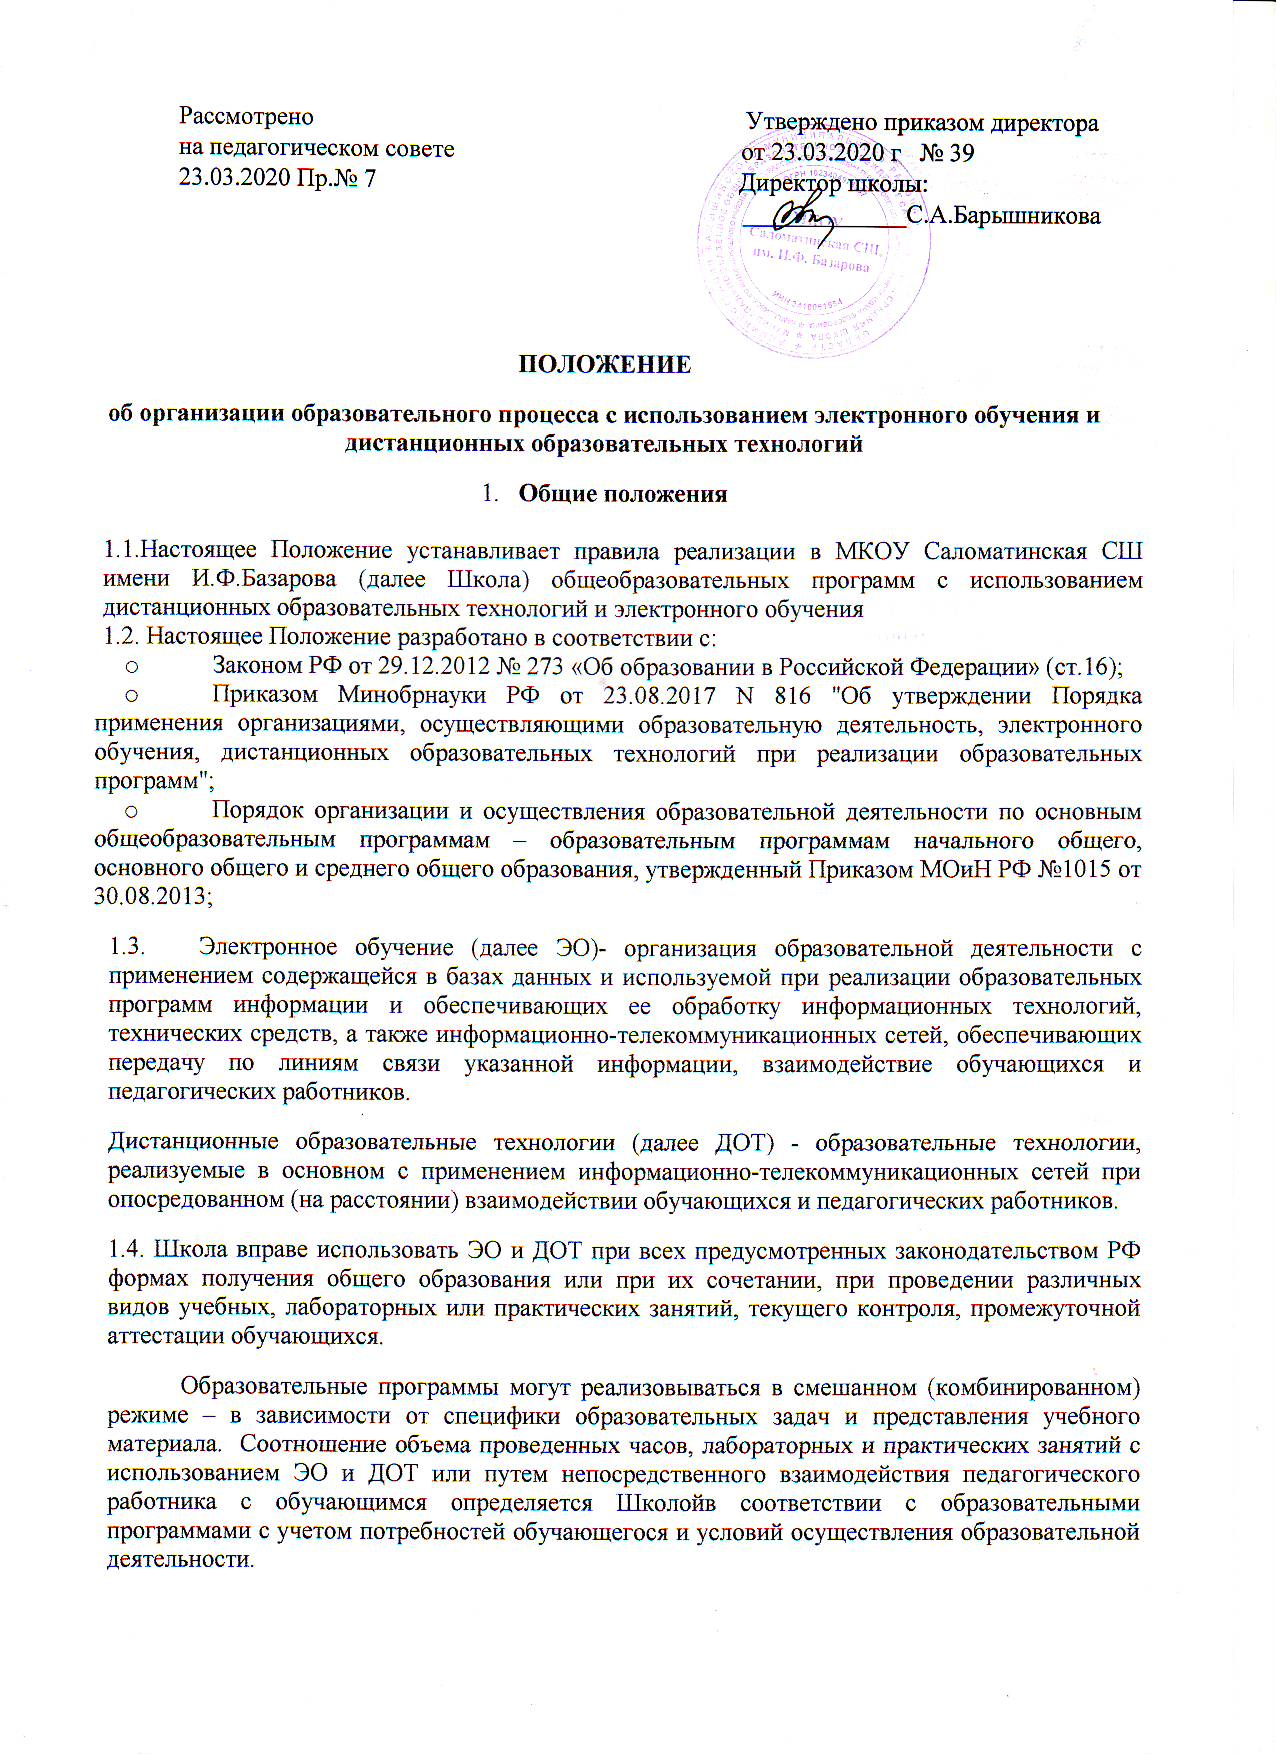 Рассмотрено
на педагогическом совете
23.03.2020 Пр.№ 7
Утверждено приказом директора
от 23.03.2020 г № 39
Директор школы:
С.А.Барышникова
Саломатинская СШ
им. И.Ф. Базарова
ПОЛОЖЕНИЕ
об организации образовательного процесса с использованием электронного обучения и
дистанционных образовательных технологий
1. Общие положения
1.1.Настоящее Положение устанавливает правила реализации в МКОУ Саломатинская СШ
имени И.Ф.Базарова (далее Школа) общеобразовательных программ с использованием
дистанционных образовательных технологий и электронного обучения
1.2. Настоящее Положение разработано в соответствии с:
○ Законом РФ от 29.12.2012 № 273 «Об образовании в Российской Федерации» (ст.16);
○ Приказом Минобрнауки РФ от 23.08.2017 N 816 "Об утверждении Порядка
применения организациями, осуществляющими образовательную деятельность, электронного
обучения, дистанционных образовательных технологий при реализации образовательных
программ";
○ Порядок организации и осуществления образовательной деятельности по основным
общеобразовательным программам – образовательным программам начального общего,
основного общего и среднего общего образования, утвержденный Приказом МОиН РФ №1015 от
30.08.2013;
1.3. Электронное обучение (далее ЭО)- организация образовательной деятельности с
применением содержащейся в базах данных и используемой при реализации образовательных
программ информации и обеспечивающих ее обработку информационных технологий,
технических средств, а также информационно-телекоммуникационных сетей, обеспечивающих
передачу по линиям связи указанной информации, взаимодействие обучающихся и
педагогических работников.
Дистанционные образовательные технологии (далее ДОТ) - образовательные технологии,
реализуемые в основном с применением информационно-телекоммуникационных сетей при
опосредованном (на расстоянии) взаимодействии обучающихся и педагогических работников.
1.4. Школа вправе использовать ЭО и ДОТ при всех предусмотренных законодательством РФ
формах получения общего образования или при их сочетании, при проведении различных
видов учебных, лабораторных или практических занятий, текущего контроля, промежуточной
аттестации обучающихся.
Образовательные программы могут реализовываться в смешанном (комбинированном)
режиме – в зависимости от специфики образовательных задач и представления учебного
материала. Соотношение объема проведенных часов, лабораторных и практических занятий с
использованием ЭО и ДОТ или путем непосредственного взаимодействия педагогического
работника с обучающимся определяется Школойв соответствии с образовательными
программами с учетом потребностей обучающегося и условий осуществления образовательной
деятельности.